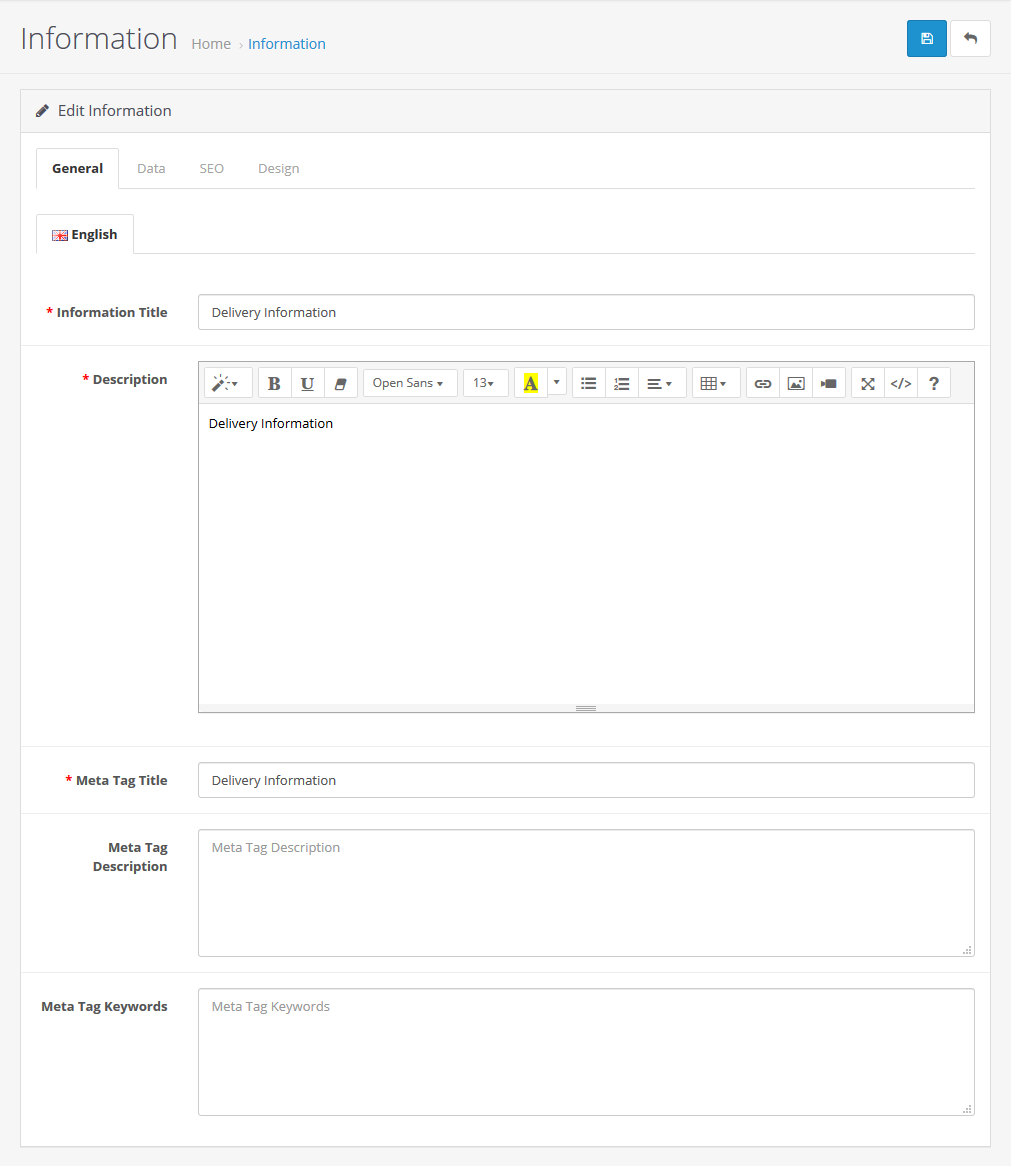 Information Home › Information
Edit Information
General Data SEO Design
English
* Information Title Delivery Information
* Description
B U Open Sans 13 A </> ?
Delivery Information
* Meta Tag Title Delivery Information
Meta Tag Meta Tag Description
Description
Meta Tag Keywords Meta Tag Keywords